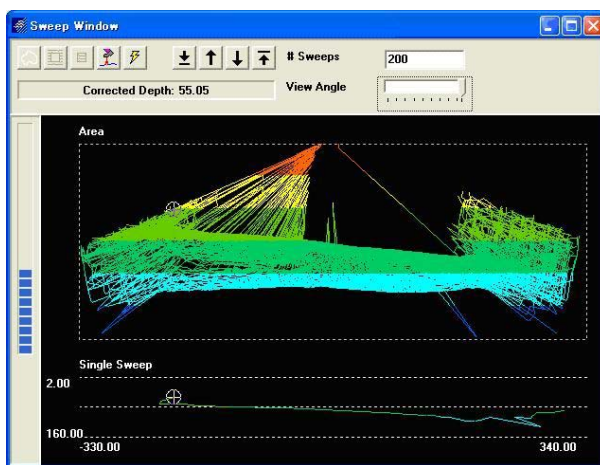 Sweep Window
# Sweeps
200
Corrected Depth: 55.05
View Angle
Area
Single Sweep
2.00
160.00
-330.00
340.00